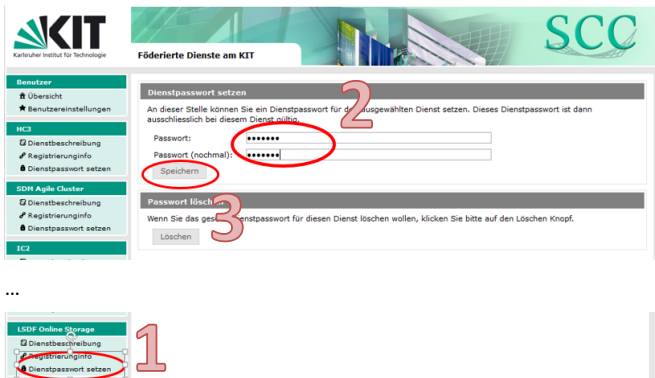 KIT
Karlsruher Institut für Technologie
Föderierte Dienste am KIT
SCC
Benutzer
Übersicht
Benutzereinstellungen
HC3
Dienstbeschreibung
Registrierunginfo
Dienstpasswort setzen
SDM Agile Cluster
Dienstbeschreibung
Registrierunginfo
Dienstpasswort setzen
IC2
Dienstpasswort setzen
An dieser Stelle können Sie ein Dienstpasswort für den ausgewählten Dienst setzen. Dieses Dienstpasswort ist dann
ausschliesslich bei diesem Dienst gültig.
2
Passwort:
Passwort (nochmal):
Speichern
Passwort löschen
Wenn Sie das Dienstpasswort für diesen Dienst löschen wollen, klicken Sie bitte auf den Löschen Knopf.
3
Löschen
...
LSDF Online Storage
Dienstbeschreibung
Registrierunginfo
Dienstpasswort setzen
1